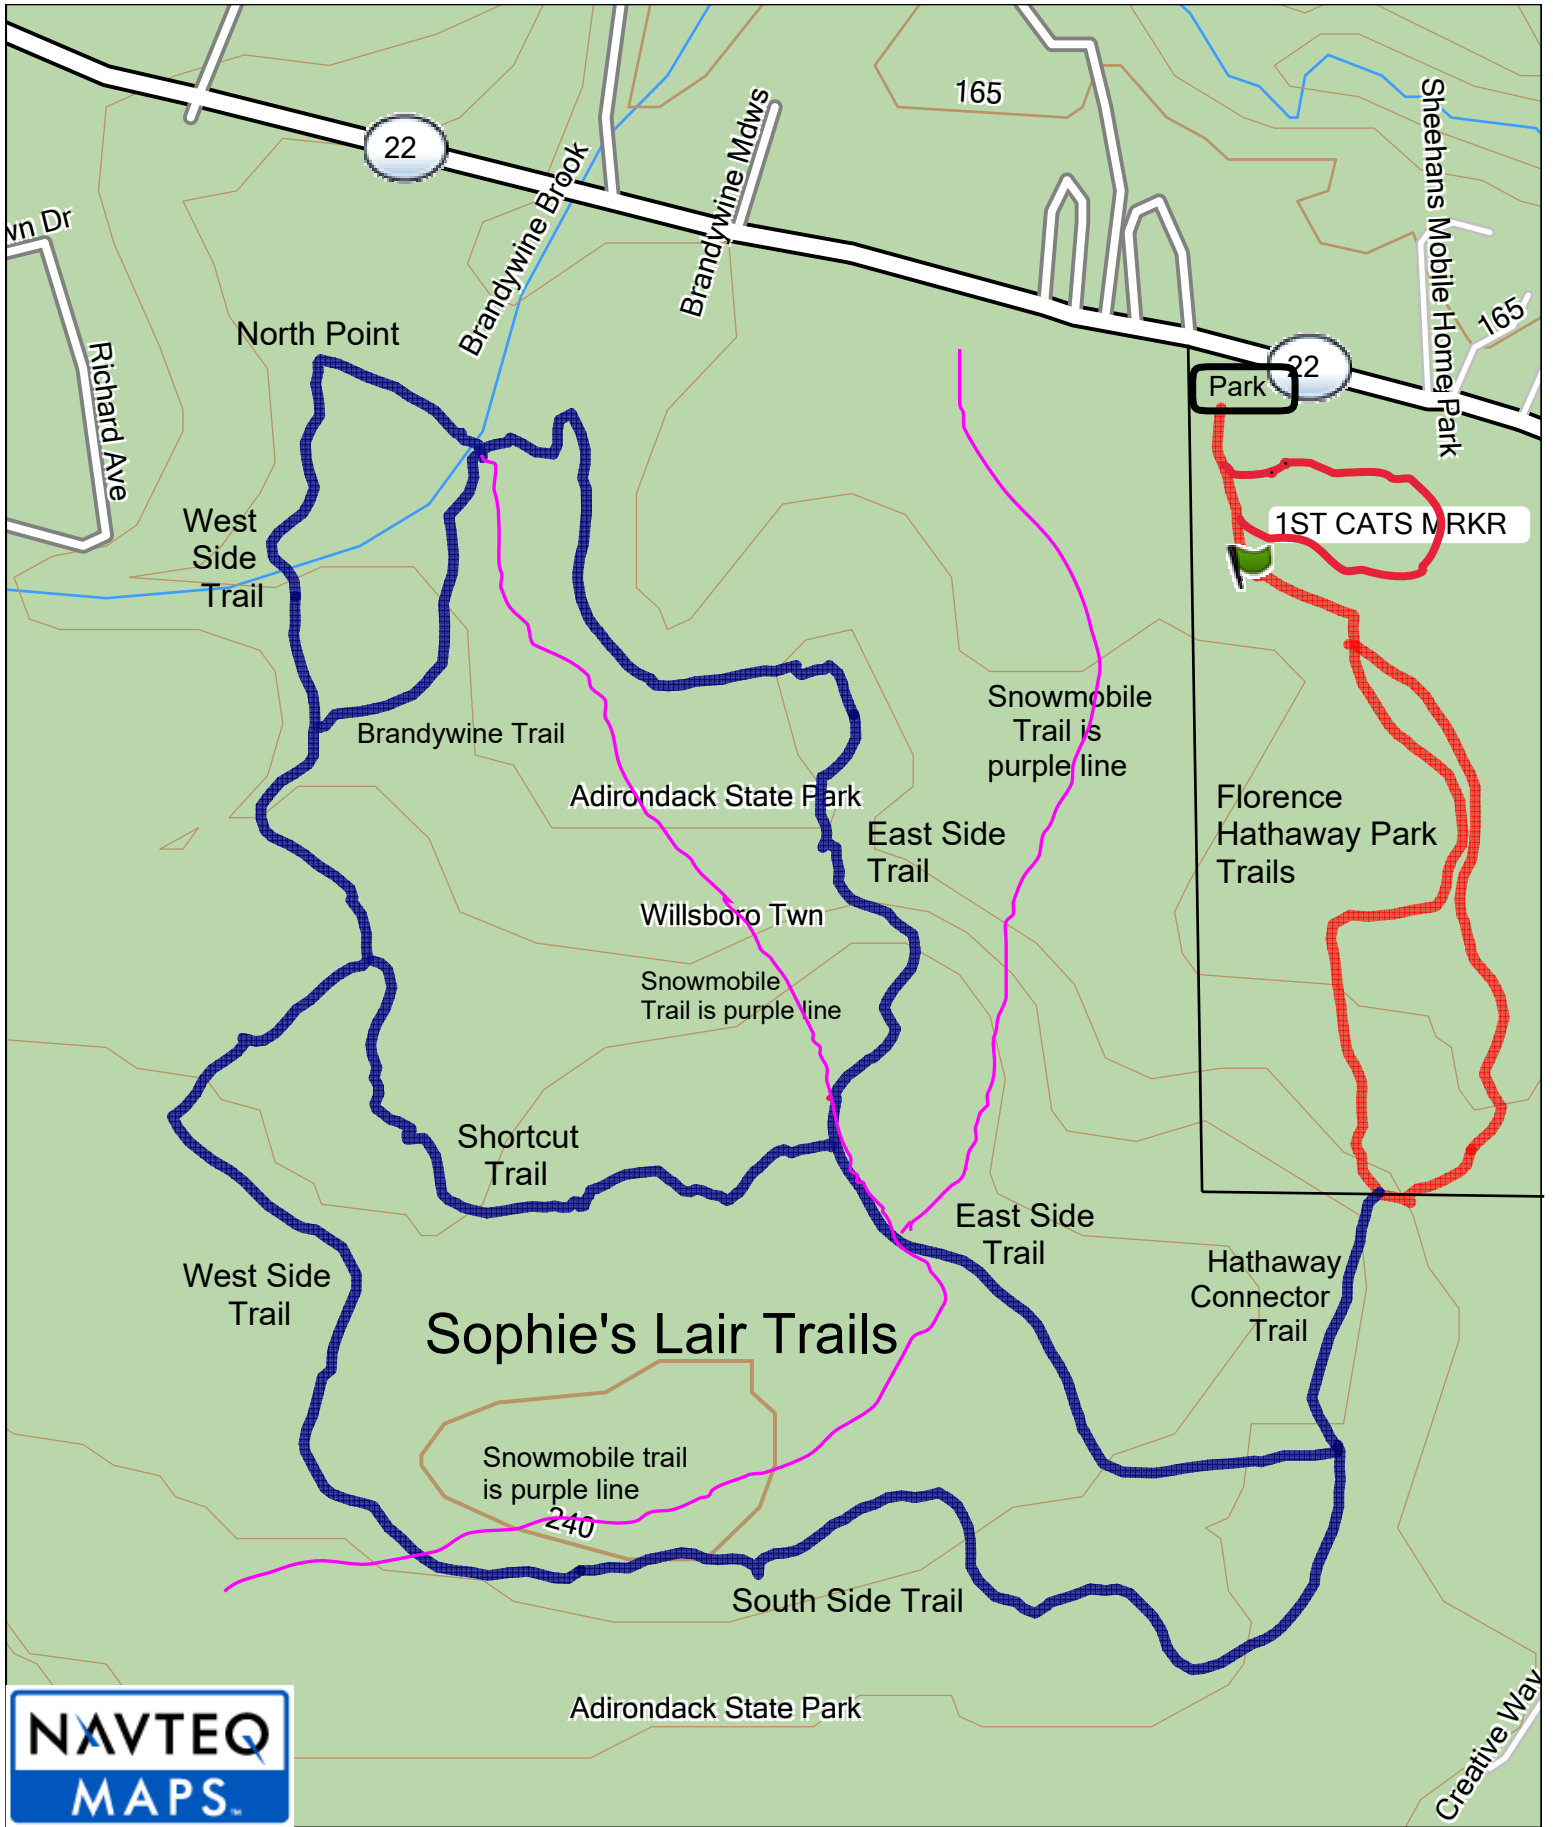 165
22
Brandywine Mdws
Sheehans Mobile Home Park
Brandywine Brook
wn Dr
165
North Point
22
Park
Richard Ave
West
Side
Trail
1ST CATS MRKR
Snowmobile
Trail is
purple line
Brandywine Trail
Adirondack State Park
Florence
Hathaway Park
Trails
East Side
Trail
Willsboro Twn
Snowmobile
Trail is purple line
Shortcut
Trail
East Side
Trail
West Side
Trail
Hathaway
Connector
Trail
Sophie's Lair Trails
Snowmobile trail
is purple line
240
South Side Trail
Adirondack State Park
Creative Way
NAVTEQ
MAPS™